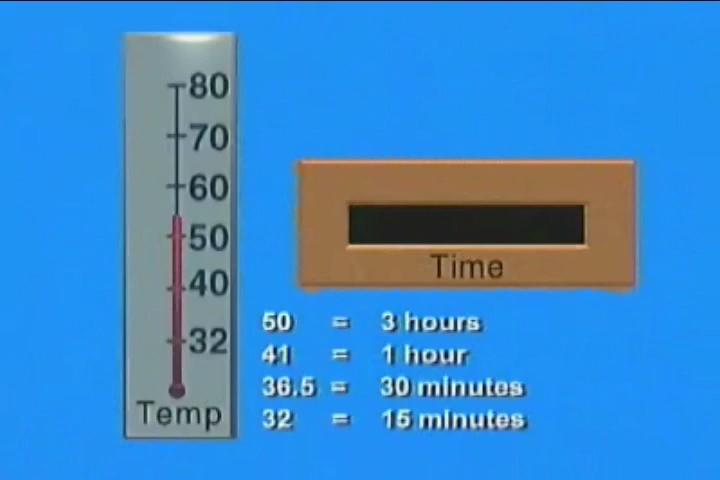 80
70
60
50
40
32
Temp
Time
50 = 3 hours
41 = 1 hour
36.5 = 30 minutes
32 = 15 minutes